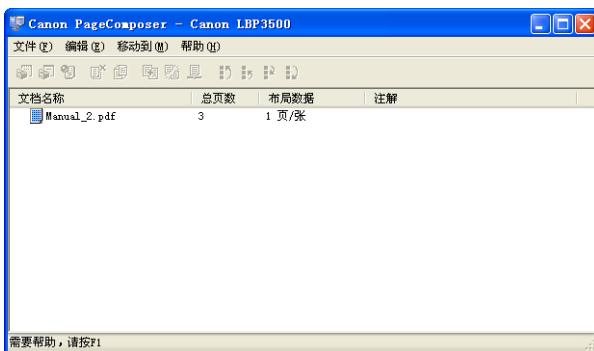 Canon PageComposer - Canon LBP3500
文件(F) 编辑(E) 移动到(M) 帮助(H)
文档名称 总页数 布局数据 注解
Manual_2.pdf 3 1 页/张
需要帮助，请按F1